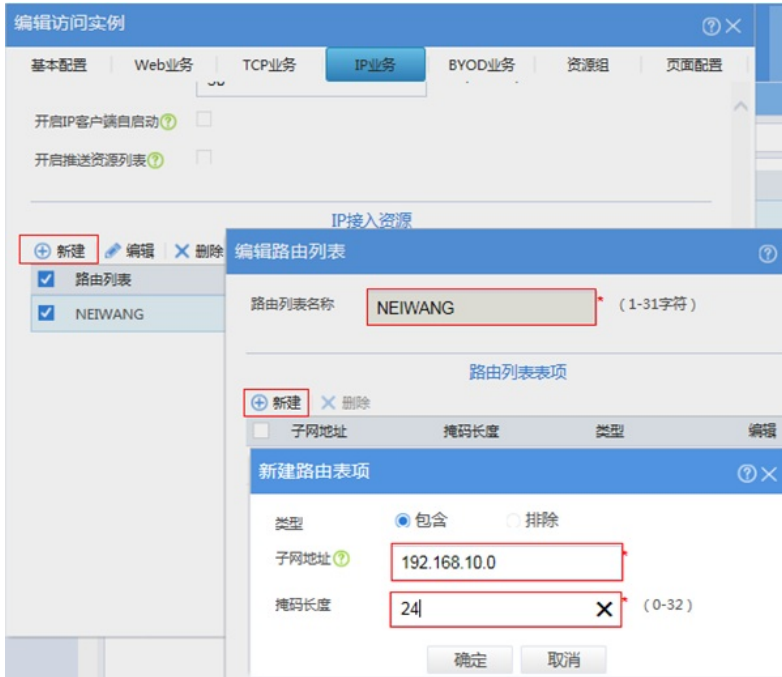 编辑访问实例
基本配置 Web业务 TCP业务 IP业务 BYOD业务 资源组 页面配置
开启IP客户端自启动
开启推送资源列表
IP接入资源
新建 编辑 删除
路由列表
NEIWANG
编辑路由列表
路由列表名称 NEIWANG * (1-31字符)
路由列表表项
新建 删除
子网地址 掩码长度 类型 编辑
新建路由表项
类型 包含 排除
子网地址 192.168.10.0 *
掩码长度 24 * (0-32)
确定 取消